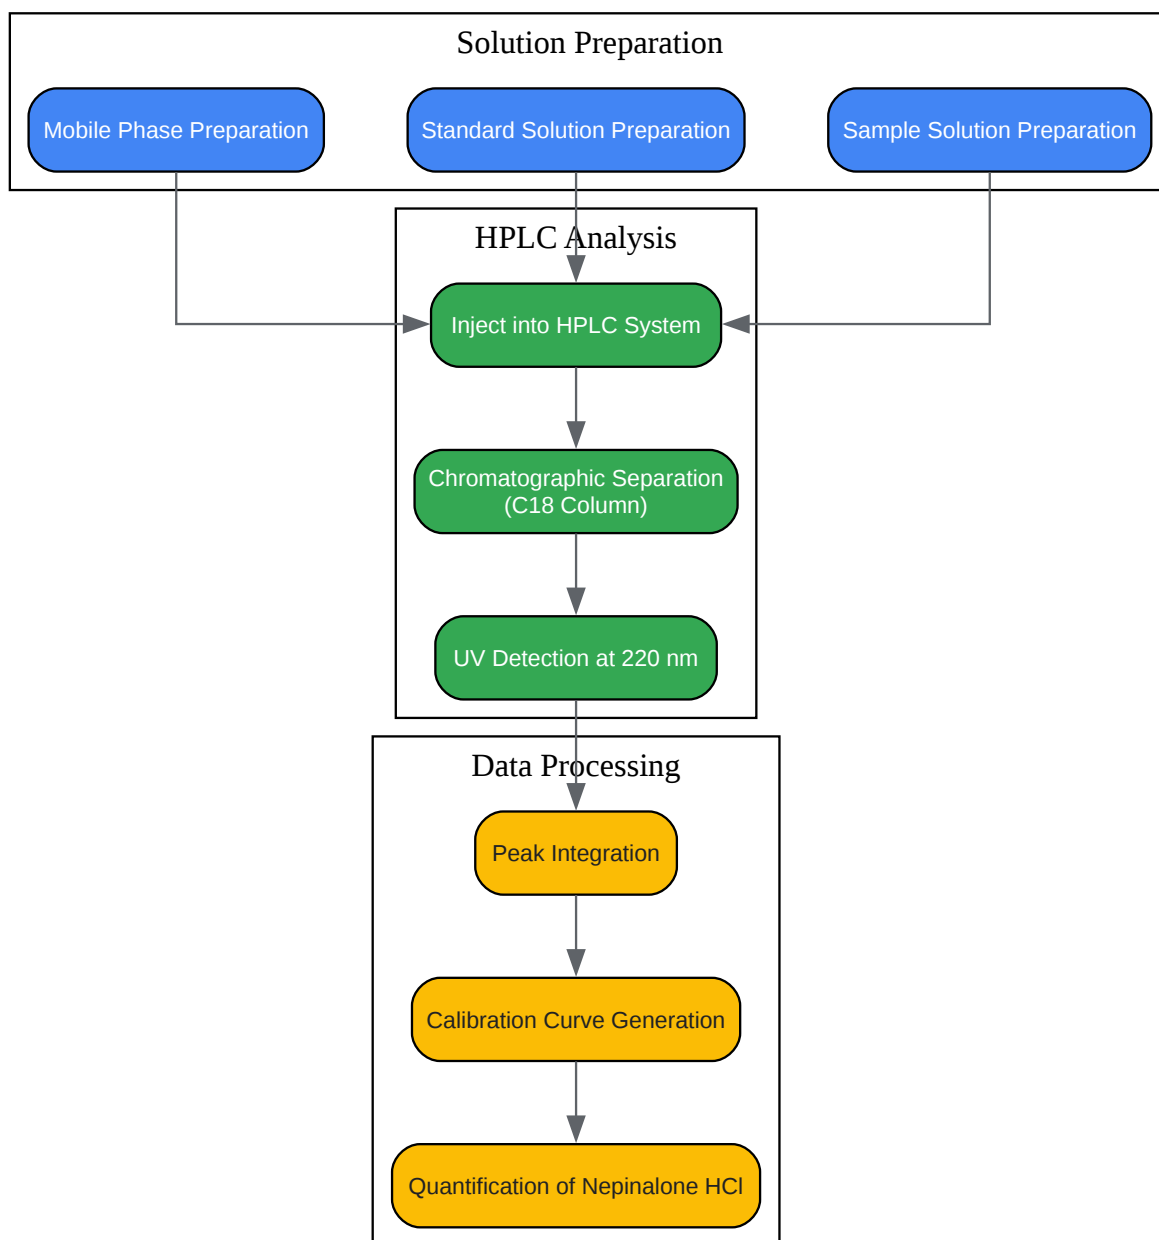 Solution Preparation
Mobile Phase Preparation
Standard Solution Preparation
Sample Solution Preparation
HPLC Analysis
Inject into HPLC System
Chromatographic Separation
(C18 Column)
UV Detection at 220 nm
Data Processing
Peak Integration
Calibration Curve Generation
Quantification of Nepinalone HCl